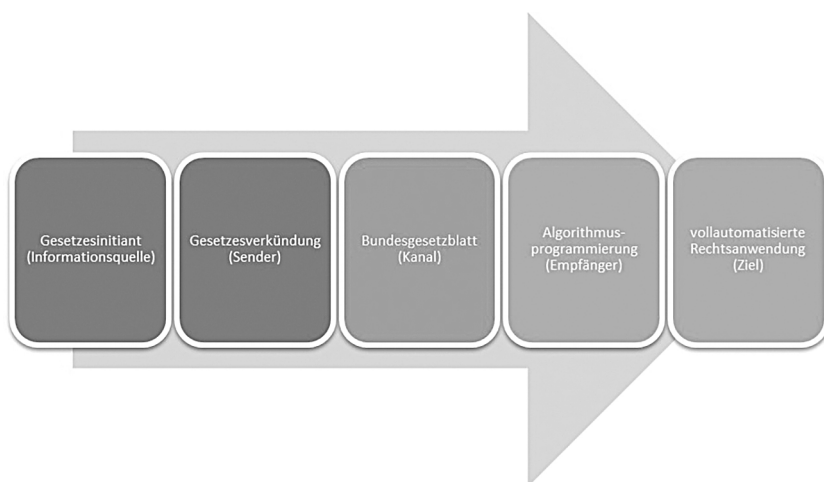 Gesetzesinitiant
(Informationsquelle)
Gesetzesverkündung
(Sender)
Bundesgesetzblatt
(Kanal)
Algorithmus-
programmierung
(Empfänger)
vollautomatisierte
Rechtsanwendung
(Ziel)